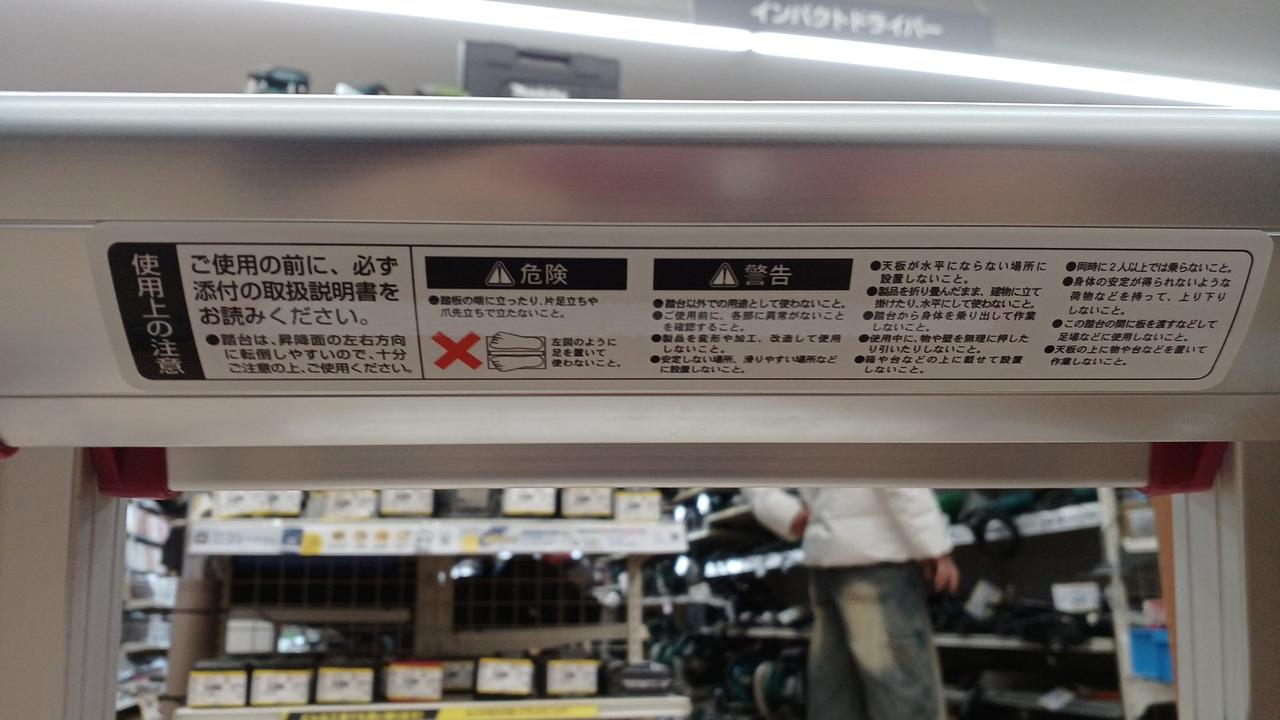 インパクトドライバー
使用上の注意
ご使用の前に、必ず
添付の取扱説明書を
お読みください。
●踏台は、昇降面の左右方向
に転倒しやすいので、十分
ご注意の上、ご使用ください。
危険
●踏板の端に立ったり、片足立ちや
爪先立ちで立たないこと。
左図のように
足を置いて
使わないこと。
警告
●踏台以外での用途として使わないこと。
●ご使用前に、各部に異常がないこと
を確認すること。
●製品を変形や加工、改造して使用
しないこと。
●安定しない場所、滑りやすい場所など
に設置しないこと。
●天板が水平にならない場所に
設置しないこと。
●製品を折り畳んだまま、建物に立て
掛けたり、水平にして使わないこと。
●踏台から身体を乗り出して作業
しないこと。
●使用中に、物や壁を無理に押した
り引いたりしないこと。
●箱や台などの上に載せて設置
しないこと。
●同時に2人以上では乗らないこと。
●身体の安定が得られないような
荷物などを持って、上り下り
しないこと。
●この踏台の間に板を渡すなどして
足場などに使用しないこと。
●天板の上に物や台などを置いて
作業しないこと。